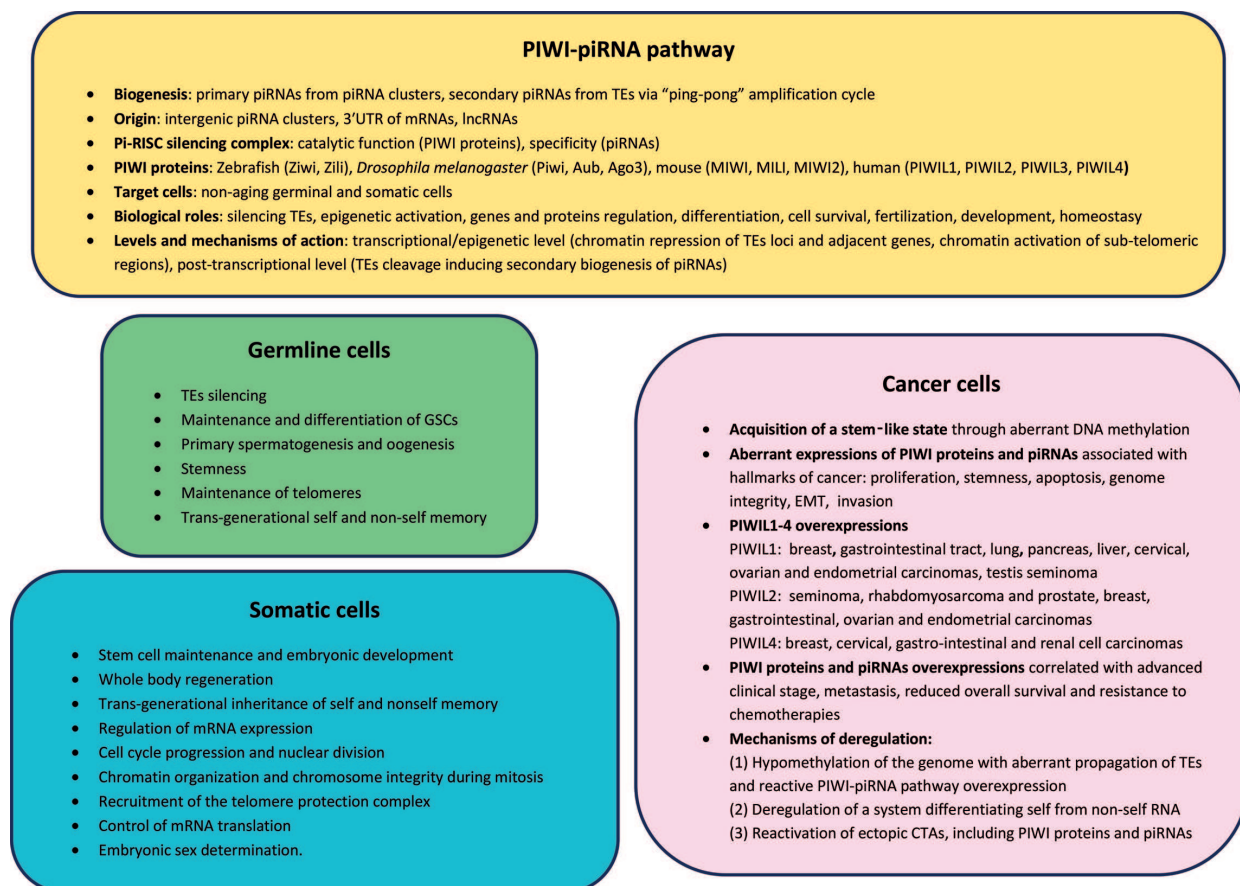 PIWI-piRNA pathway
• Biogenesis: primary piRNAs from piRNA clusters, secondary piRNAs from TEs via “ping-pong” amplification cycle
• Origin: intergenic piRNA clusters, 3’UTR of mRNAs, lncRNAs
• Pi-RISC silencing complex: catalytic function (PIWI proteins), specificity (piRNAs)
• PIWI proteins: Zebrafish (Ziwi, Zili), Drosophila melanogaster (Piwi, Aub, Ago3), mouse (MIWI, MILI, MIWI2), human (PIWIL1, PIWIL2, PIWIL3, PIWIL4)
• Target cells: non-aging germinal and somatic cells
• Biological roles: silencing TEs, epigenetic activation, genes and proteins regulation, differentiation, cell survival, fertilization, development, homeostasy
• Levels and mechanisms of action: transcriptional/epigenetic level (chromatin repression of TEs loci and adjacent genes, chromatin activation of sub-telomeric
regions), post-transcriptional level (TEs cleavage inducing secondary biogenesis of piRNAs)
Germline cells
• TEs silencing
• Maintenance and differentiation of GSCs
• Primary spermatogenesis and oogenesis
• Stemness
• Maintenance of telomeres
• Trans-generational self and non-self memory
Somatic cells
• Stem cell maintenance and embryonic development
• Whole body regeneration
• Trans-generational inheritance of self and nonself memory
• Regulation of mRNA expression
• Cell cycle progression and nuclear division
• Chromatin organization and chromosome integrity during mitosis
• Recruitment of the telomere protection complex
• Control of mRNA translation
• Embryonic sex determination.
Cancer cells
• Acquisition of a stem-like state through aberrant DNA methylation
• Aberrant expressions of PIWI proteins and piRNAs associated with
hallmarks of cancer: proliferation, stemness, apoptosis, genome
integrity, EMT, invasion
• PIWIL1-4 overexpressions
PIWIL1: breast, gastrointestinal tract, lung, pancreas, liver, cervical,
ovarian and endometrial carcinomas, testis seminoma
PIWIL2: seminoma, rhabdomyosarcoma and prostate, breast,
gastrointestinal, ovarian and endometrial carcinomas
PIWIL4: breast, cervical, gastro-intestinal and renal cell carcinomas
• PIWI proteins and piRNAs overexpressions correlated with advanced
clinical stage, metastasis, reduced overall survival and resistance to
chemotherapies
• Mechanisms of deregulation:
(1) Hypomethylation of the genome with aberrant propagation of TEs
and reactive PIWI-piRNA pathway overexpression
(2) Deregulation of a system differentiating self from non-self RNA
(3) Reactivation of ectopic CTAs, including PIWI proteins and piRNAs